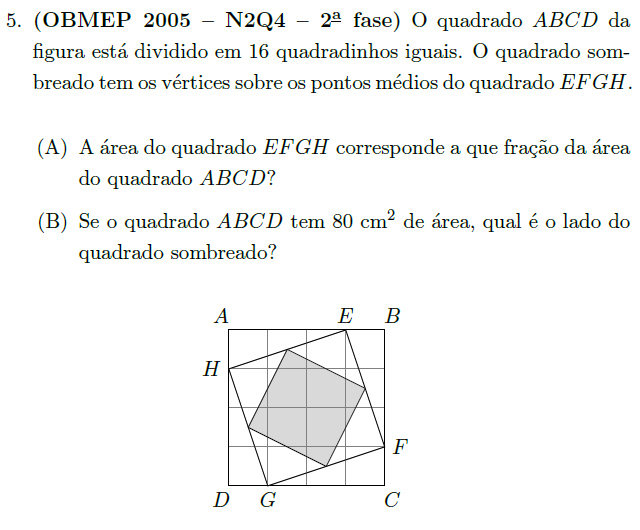 5. (OBMEP 2005 – N2Q4 – 2ª fase) O quadrado ABCD da
figura está dividido em 16 quadradinhos iguais. O quadrado som-
breado tem os vértices sobre os pontos médios do quadrado EFGH.
(A) A área do quadrado EFGH corresponde a que fração da área
do quadrado ABCD?
(B) Se o quadrado ABCD tem 80 cm² de área, qual é o lado do
quadrado sombreado?
A E B
H
F
D G C